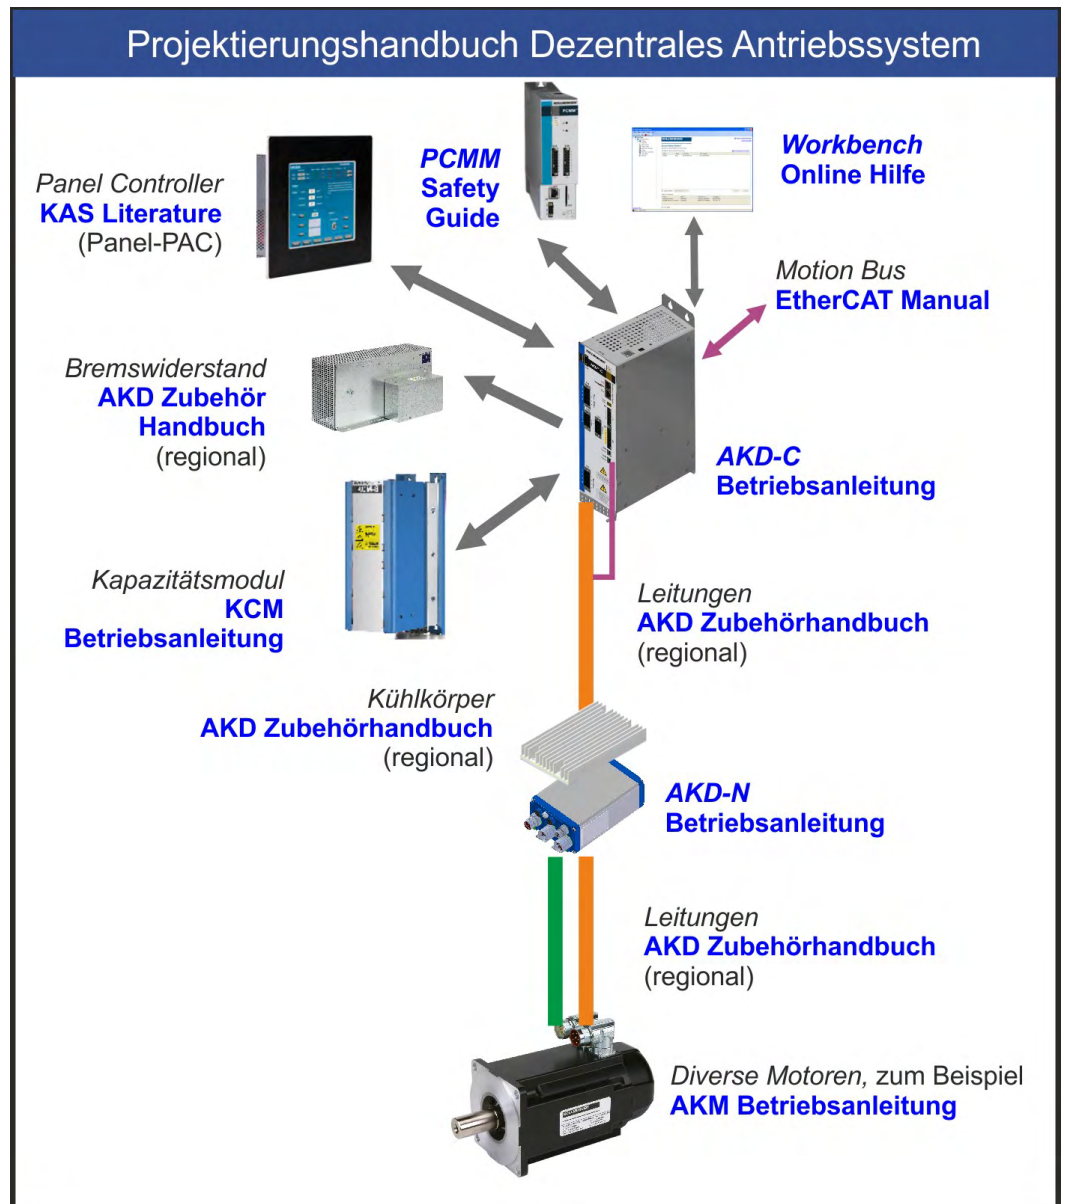 Projektierungshandbuch Dezentrales Antriebssystem
PCMM
Safety
Guide
PCMM
Workbench
Online Hilfe
Panel Controller
KAS Literature
(Panel-PAC)
Motion Bus
EtherCAT Manual
Bremswiderstand
AKD Zubehör
Handbuch
(regional)
AKD-C
Betriebsanleitung
Kapazitätsmodul
KCM
Betriebsanleitung
Leitungen
AKD Zubehörhandbuch
(regional)
Kühlkörper
AKD Zubehörhandbuch
(regional)
AKD-N
Betriebsanleitung
Leitungen
AKD Zubehörhandbuch
(regional)
Diverse Motoren, zum Beispiel
AKM Betriebsanleitung